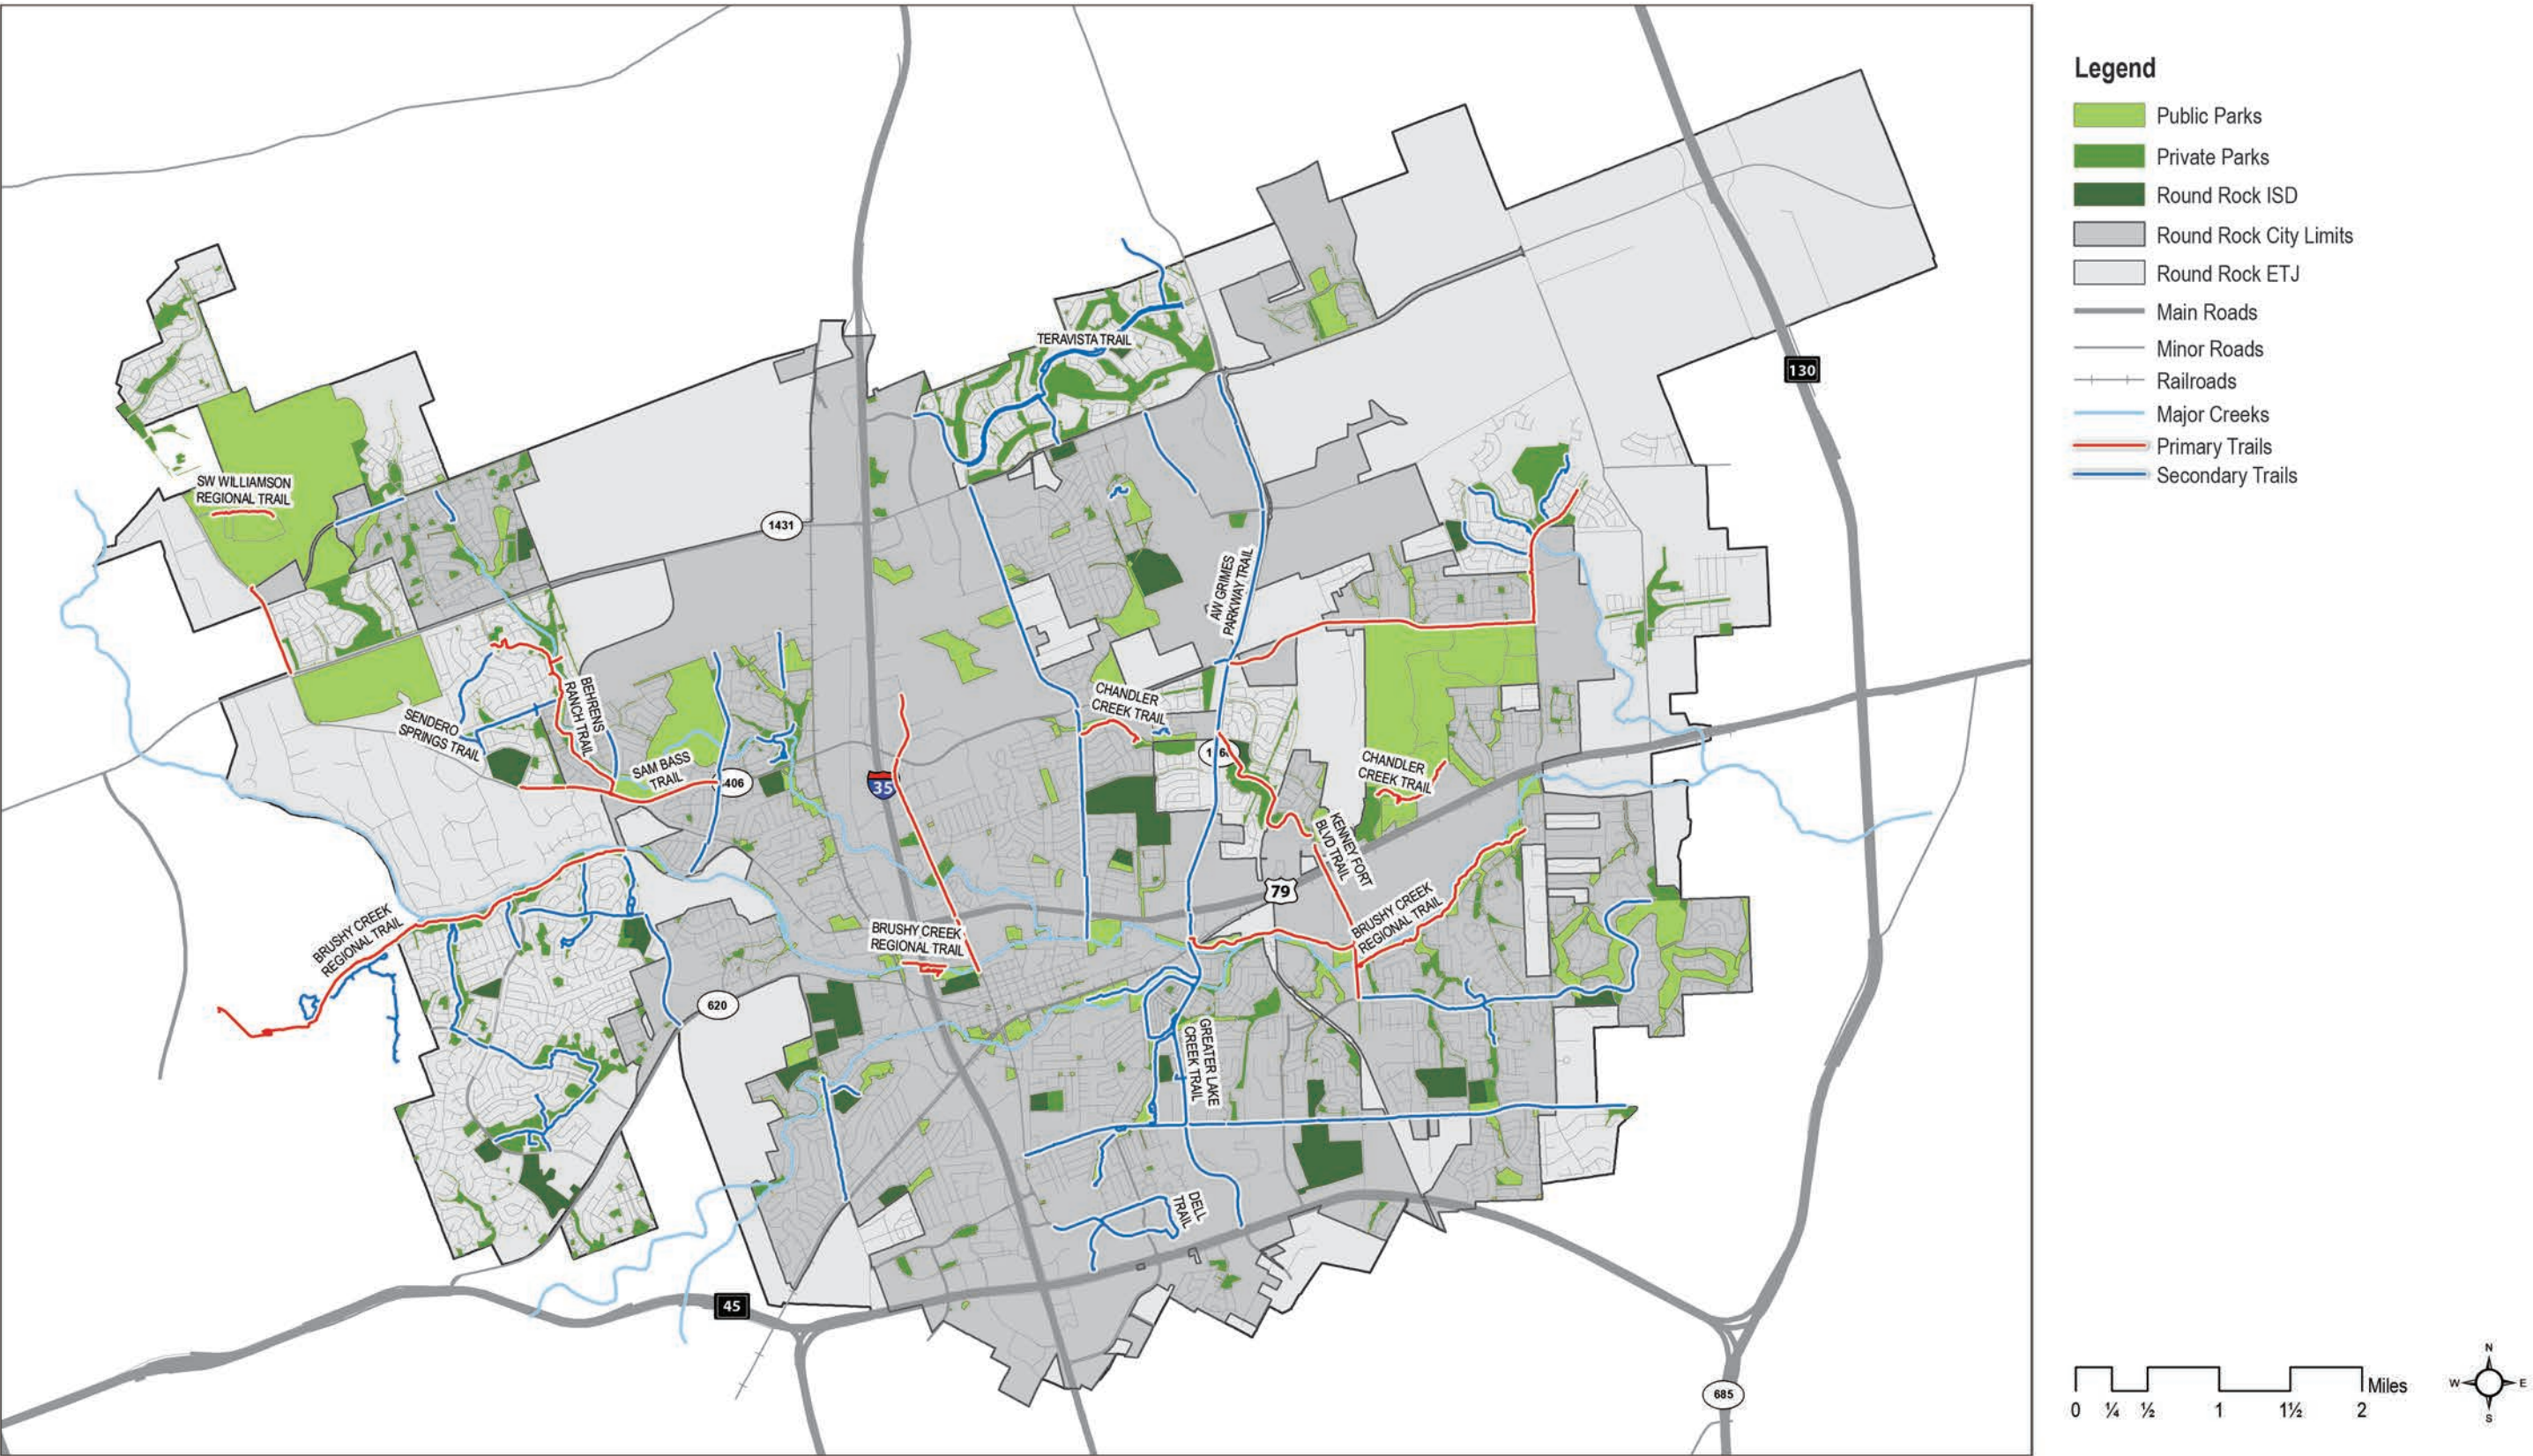 Legend
Public Parks
Private Parks
Round Rock ISD
Round Rock City Limits
Round Rock ETJ
Main Roads
Minor Roads
Railroads
Major Creeks
Primary Trails
Secondary Trails
TERAVISTA TRAIL
130
SW WILLIAMSON
REGIONAL TRAIL
1431
AW GRIMES
PARKWAY TRAIL
BEHRENS
RANCH TRAIL
SENDERO
SPRINGS TRAIL
CHANDLER
CREEK TRAIL
SAM BASS
TRAIL
406
35
CHANDLER
CREEK TRAIL
KENNEY FORT
BLVD TRAIL
79
BRUSHY CREEK
REGIONAL TRAIL
BRUSHY CREEK
REGIONAL TRAIL
BRUSHY CREEK
REGIONAL TRAIL
620
GREATER LAKE
CREEK TRAIL
DELL
TRAIL
45
685
Miles
0 ¼ ½ 1 1½ 2
N
W E
S